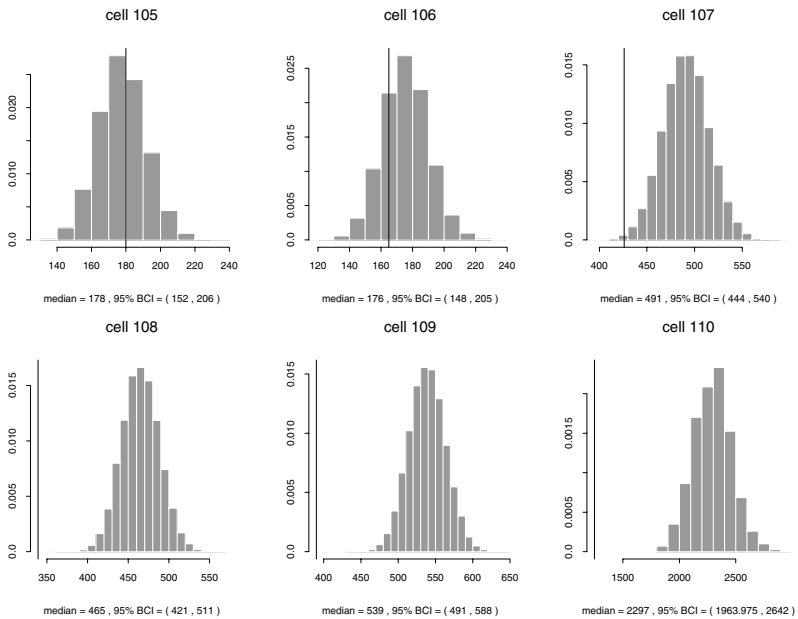 cell 105
cell 106
cell 107
0.0 0.010 0.020
0.0 0.005 0.015 0.025
0.0 0.005 0.010 0.015
140 160 180 200 220 240
120 140 160 180 200 220 240
400 450 500 550
median = 178 , 95% BCI = ( 152 , 206 )
median = 176 , 95% BCI = ( 148 , 205 )
median = 491 , 95% BCI = ( 444 , 540 )
cell 108
cell 109
cell 110
0.0 0.005 0.010 0.015
0.0 0.005 0.010 0.015
0.0 0.0005 0.0015
350 400 450 500 550
400 450 500 550 600 650
1500 2000 2500
median = 465 , 95% BCI = ( 421 , 511 )
median = 539 , 95% BCI = ( 491 , 588 )
median = 2297 , 95% BCI = ( 1963.975 , 2642 )